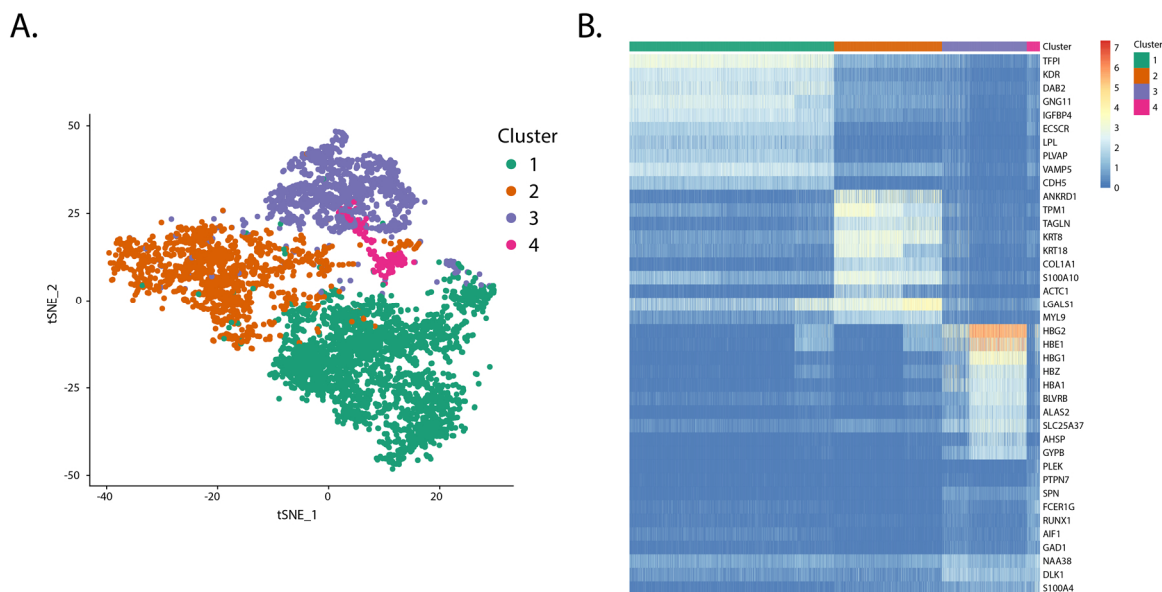 A.
50
25
0
-25
-50
-40
-20
0
20
tSNE_1
tSNE_2
Cluster
1
2
3
4
B.
Cluster
TFPI
KDR
DAB2
GNG11
IGFBP4
ECSCR
LPL
PLVAP
VAMP5
CDH5
ANKRD1
TPM1
TAGLN
KRT8
KRT18
COL1A1
S100A10
ACTC1
LGALS1
MYL9
HBG2
HBE1
HBG1
HBZ
HBA1
BLVRB
ALAS2
SLC25A37
AHSP
GYPB
PLEK
PTPN7
SPN
FCER1G
RUNX1
AIF1
GAD1
NAA38
DLK1
S100A4
7
6
5
4
3
2
1
0
Cluster
1
2
3
4